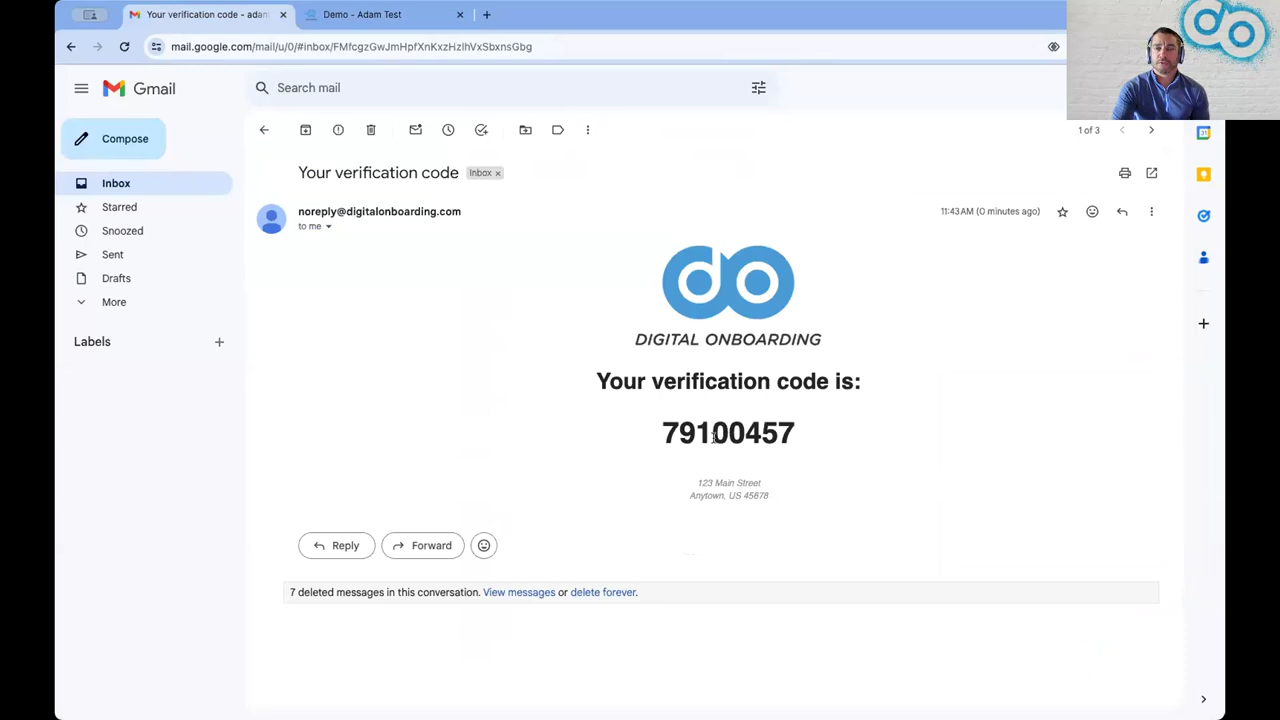 Your verification code - adam
Demo - Adam Test
mail.google.com/mail/u/0/#inbox/FMfcgzGwJmHpfXnKxzHzlhVxSbxnsGbg
do
Gmail
Search mail
Compose
1 of 3
Inbox
Starred
Snoozed
Sent
Drafts
More
Labels
Your verification code
Inbox
noreply@digitalonboarding.com
to me
11:43 AM (0 minutes ago)
do
DIGITAL ONBOARDING
Your verification code is:
79100457
123 Main Street
Anytown, US 45678
Reply
Forward
7 deleted messages in this conversation. View messages or delete forever.